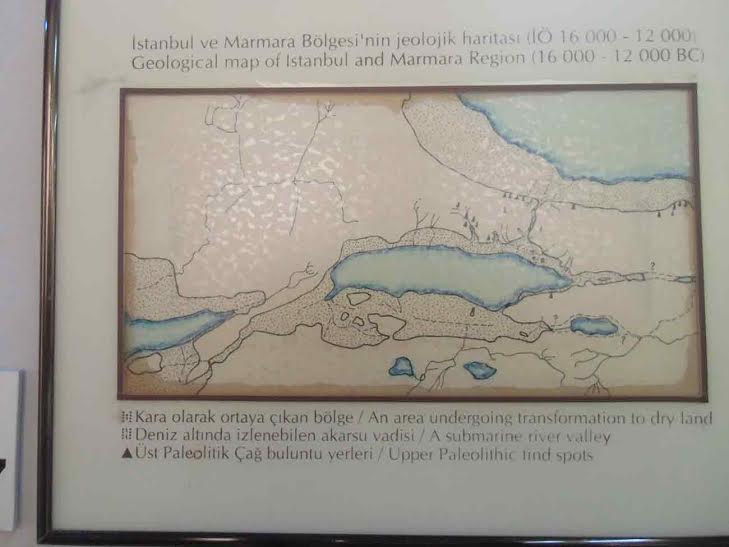 İstanbul ve Marmara Bölgesi'nin jeolojik haritası (İÖ 16 000 - 12 000)
Geological map of Istanbul and Marmara Region (16 000 - 12 000 BC)
? ?
?
Kara olarak ortaya çıkan bölge / An area undergoing transformation to dry land
Deniz altında izlenebilen akarsu vadisi / A submarine river valley
Üst Paleolitik Çağ buluntu yerleri / Upper Paleolithic find spots